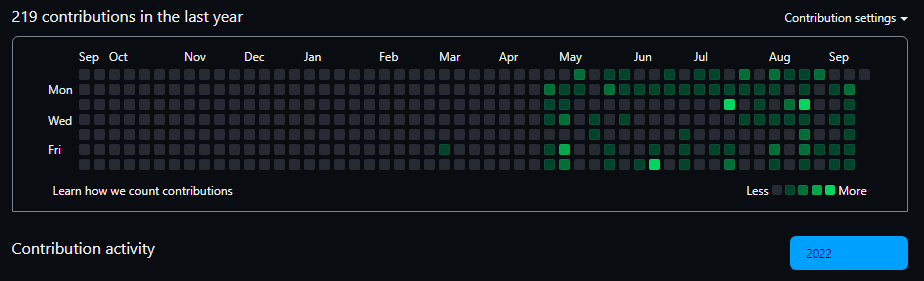 219 contributions in the last year
Contribution settings
Sep Oct Nov Dec Jan Feb Mar Apr May Jun Jul Aug Sep
Mon
Wed
Fri
Learn how we count contributions
Less More
Contribution activity
2022